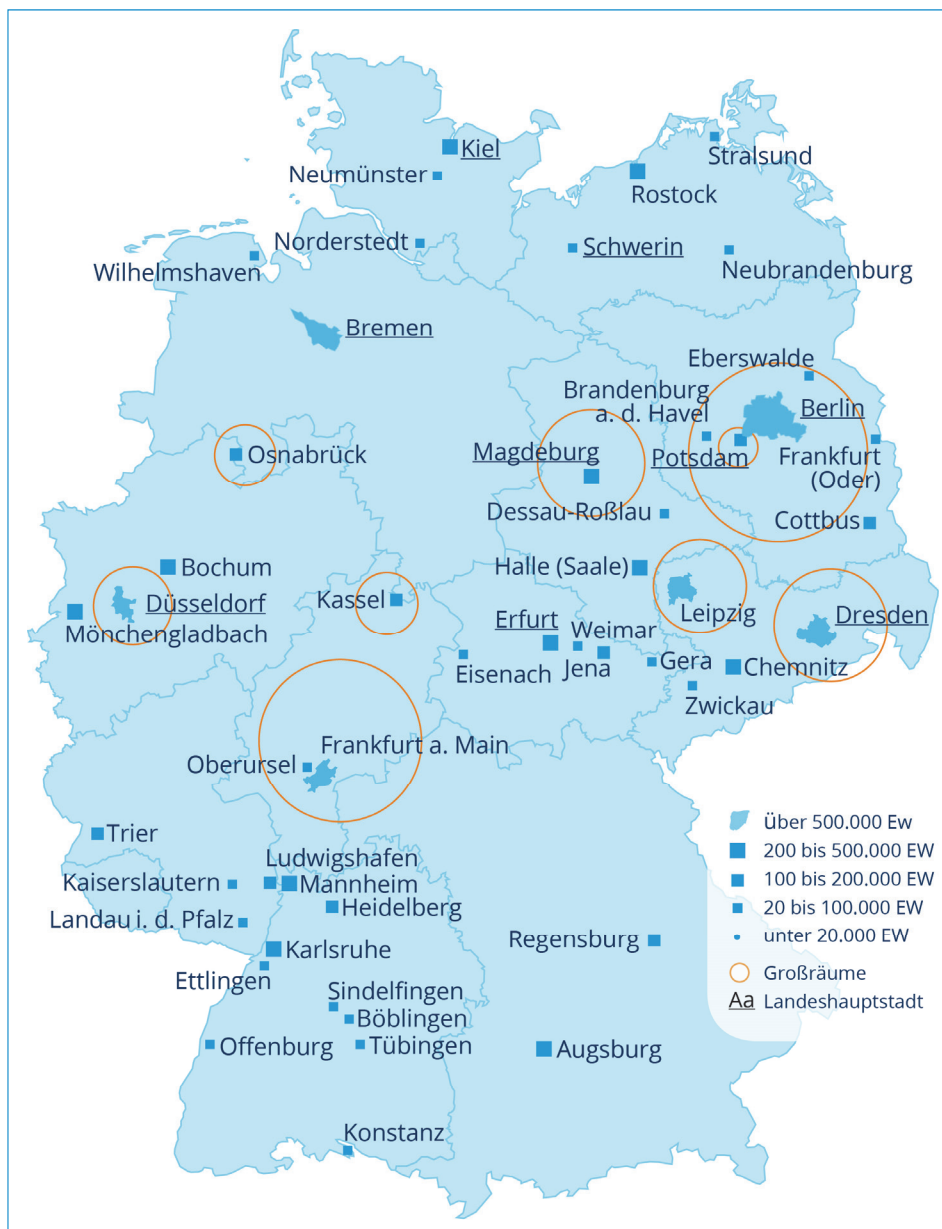 Kiel
Stralsund
Neumünster
Rostock
Norderstedt
Schwerin
Wilhelmshaven
Neubrandenburg
Bremen
Eberswalde
Brandenburg
a. d. Havel
Berlin
Osnabrück
Magdeburg
Potsdam
Frankfurt
(Oder)
Dessau-Roßlau
Cottbus
Bochum
Halle (Saale)
Düsseldorf
Kassel
Leipzig
Dresden
Mönchengladbach
Erfurt
Weimar
Eisenach
Jena
Gera
Chemnitz
Zwickau
Frankfurt a. Main
Oberursel
Trier
Ludwigshafen
Kaiserslautern
Mannheim
Heidelberg
Landau i. d. Pfalz
Regensburg
Karlsruhe
Ettlingen
Sindelfingen
Böblingen
Offenburg
Tübingen
Augsburg
Konstanz
über 500.000 Ew
200 bis 500.000 EW
100 bis 200.000 EW
20 bis 100.000 EW
unter 20.000 EW
Großräume
Aa Landeshauptstadt